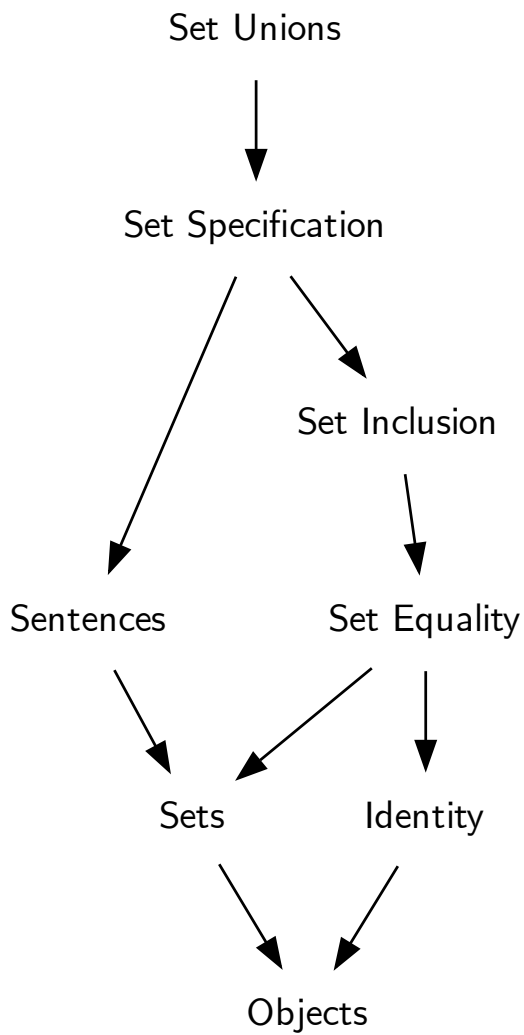 Set Unions
Set Specification
Set Inclusion
Sentences
Set Equality
Sets
Identity
Objects